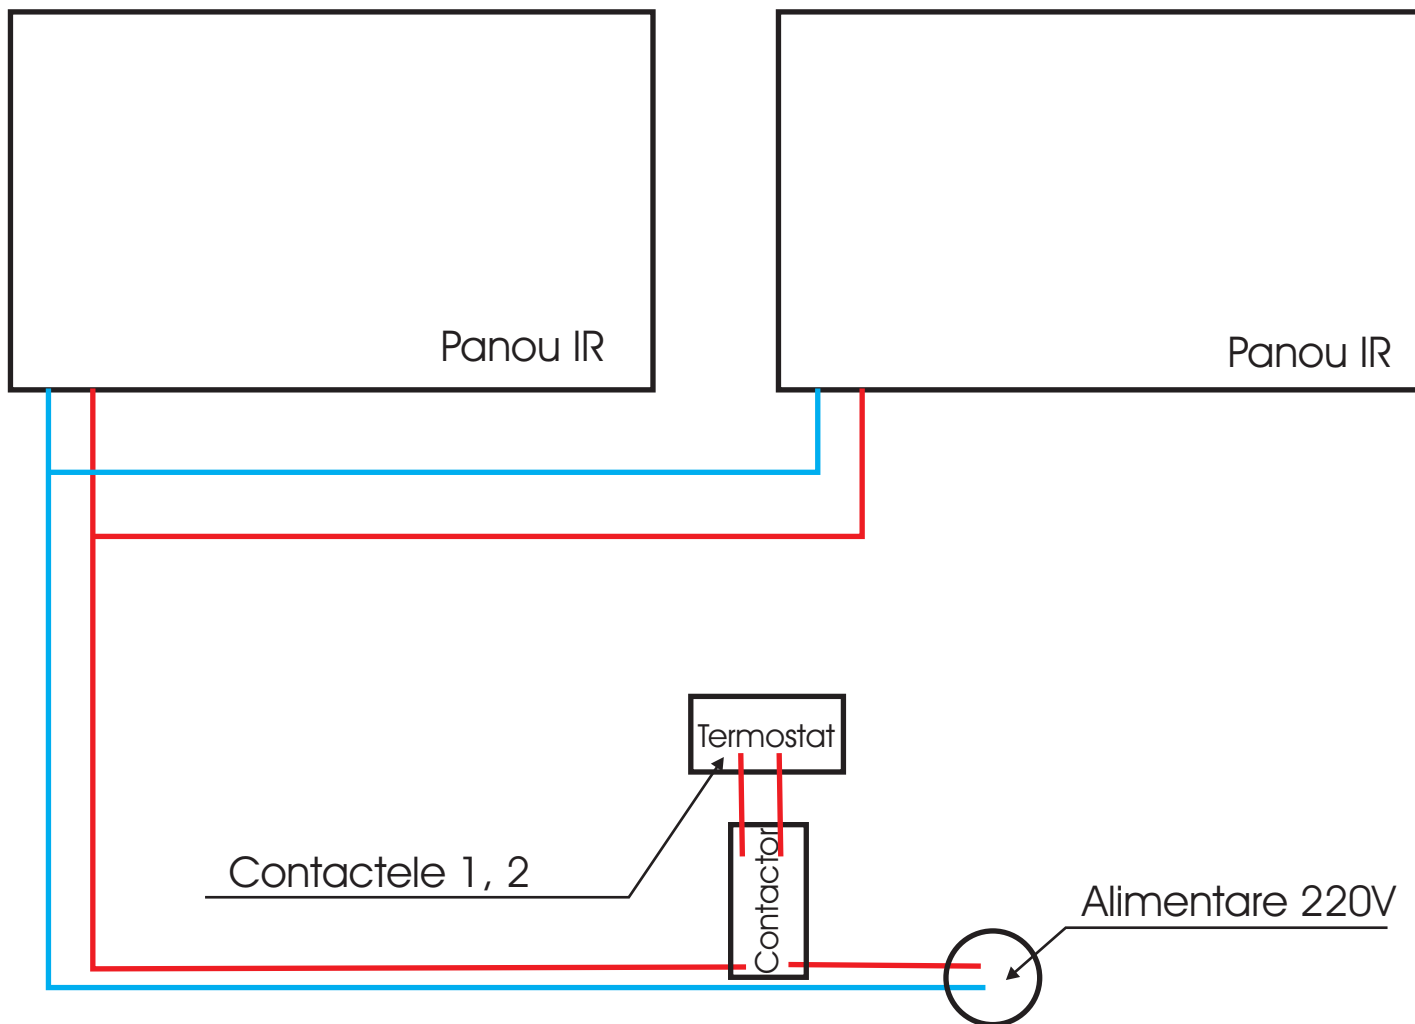 Panou IR
Panou IR
Termostat
Contactor
Contactele 1, 2
Alimentare 220V